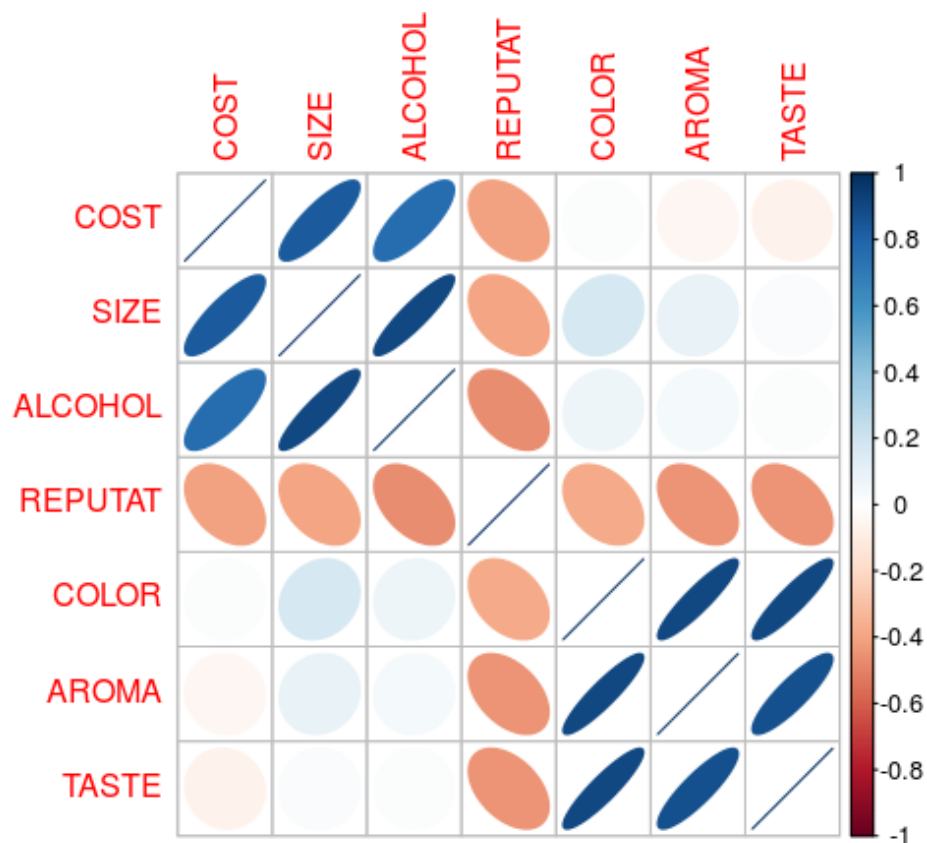 COST SIZE ALCOHOL REPUTAT COLOR AROMA TASTE
COST
SIZE
ALCOHOL
REPUTAT
COLOR
AROMA
TASTE
1
0.8
0.6
0.4
0.2
0
-0.2
-0.4
-0.6
-0.8
-1